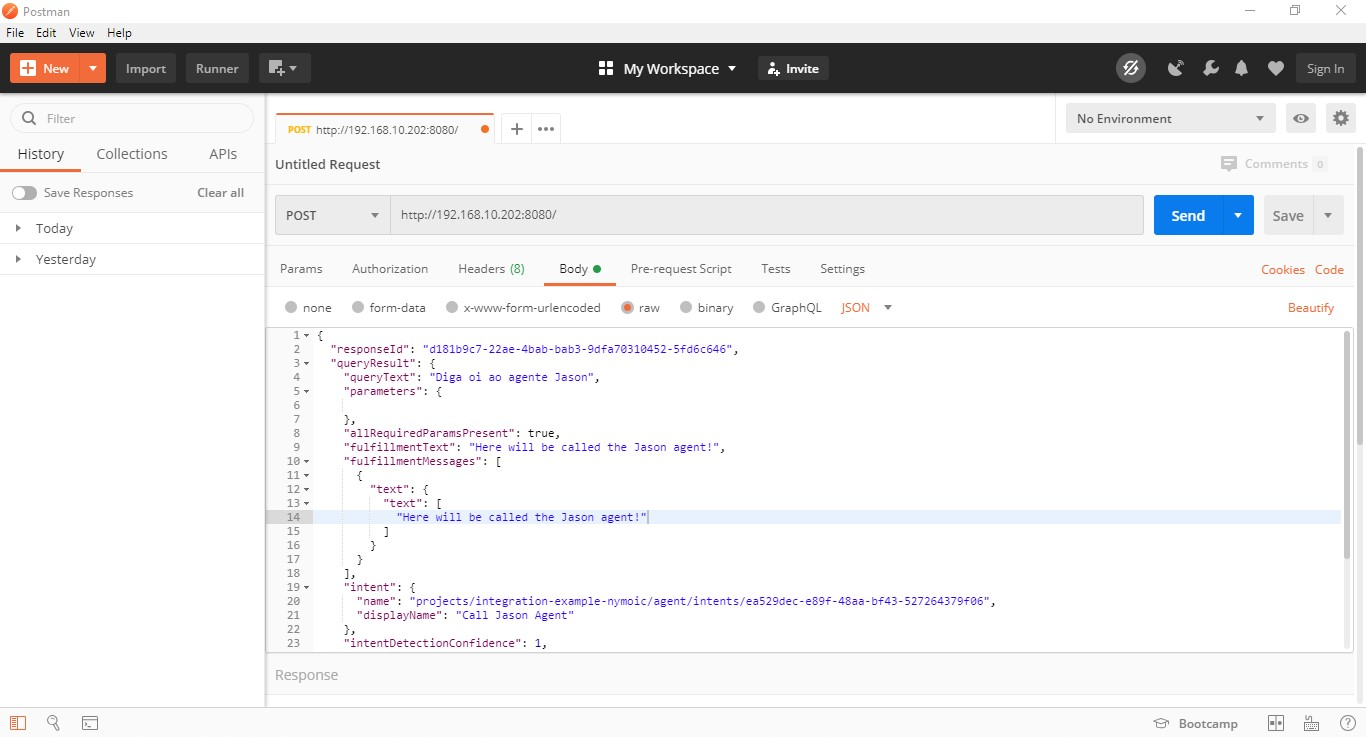 Postman
File Edit View Help
New Import Runner My Workspace Invite Sign In
Filter
History Collections APIs
Save Responses Clear all
Today
Yesterday
POST http://192.168.10.202:8080/ No Environment
Untitled Request Comments 0
POST http://192.168.10.202:8080/ Send Save
Params Authorization Headers (8) Body Pre-request Script Tests Settings Cookies Code
none form-data x-www-form-urlencoded raw binary GraphQL JSON Beautify
1 {
2 "responseId": "d181b9c7-22ae-4bab-bab3-9dfa70310452-5fd6c646",
3 "queryResult": {
4 "queryText": "Diga oi ao agente Jason",
5 "parameters": {
6
7 },
8 "allRequiredParamsPresent": true,
9 "fulfillmentText": "Here will be called the Jason agent!",
10 "fulfillmentMessages": [
11 {
12 "text": {
13 "text": [
14 "Here will be called the Jason agent!"
15 ]
16 }
17 }
18 ],
19 "intent": {
20 "name": "projects/integration-example-nymoic/agent/intents/ea529dec-e89f-48aa-bf43-527264379f06",
21 "displayName": "Call Jason Agent"
22 },
23 "intentDetectionConfidence": 1,
Response
Bootcamp